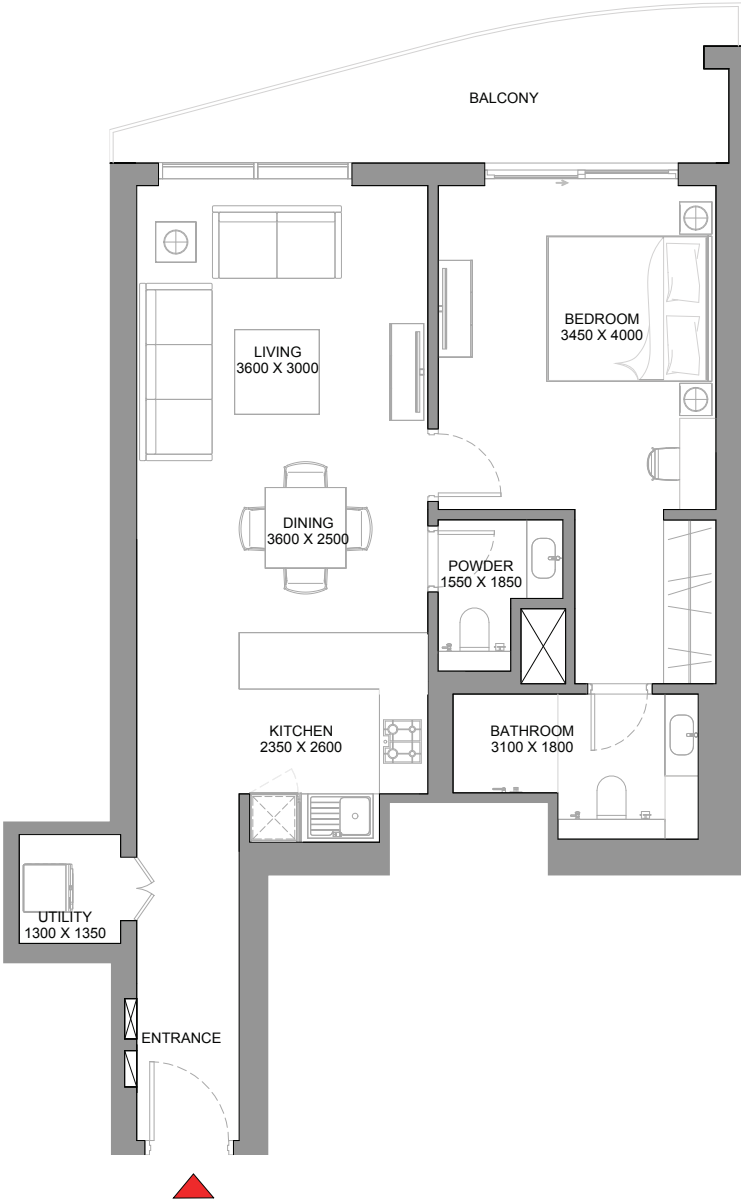 BALCONY
BEDROOM
3450 X 4000
LIVING
3600 X 3000
DINING
3600 X 2500
POWDER
1550 X 1850
KITCHEN
2350 X 2600
BATHROOM
3100 X 1800
UTILITY
1300 X 1350
ENTRANCE